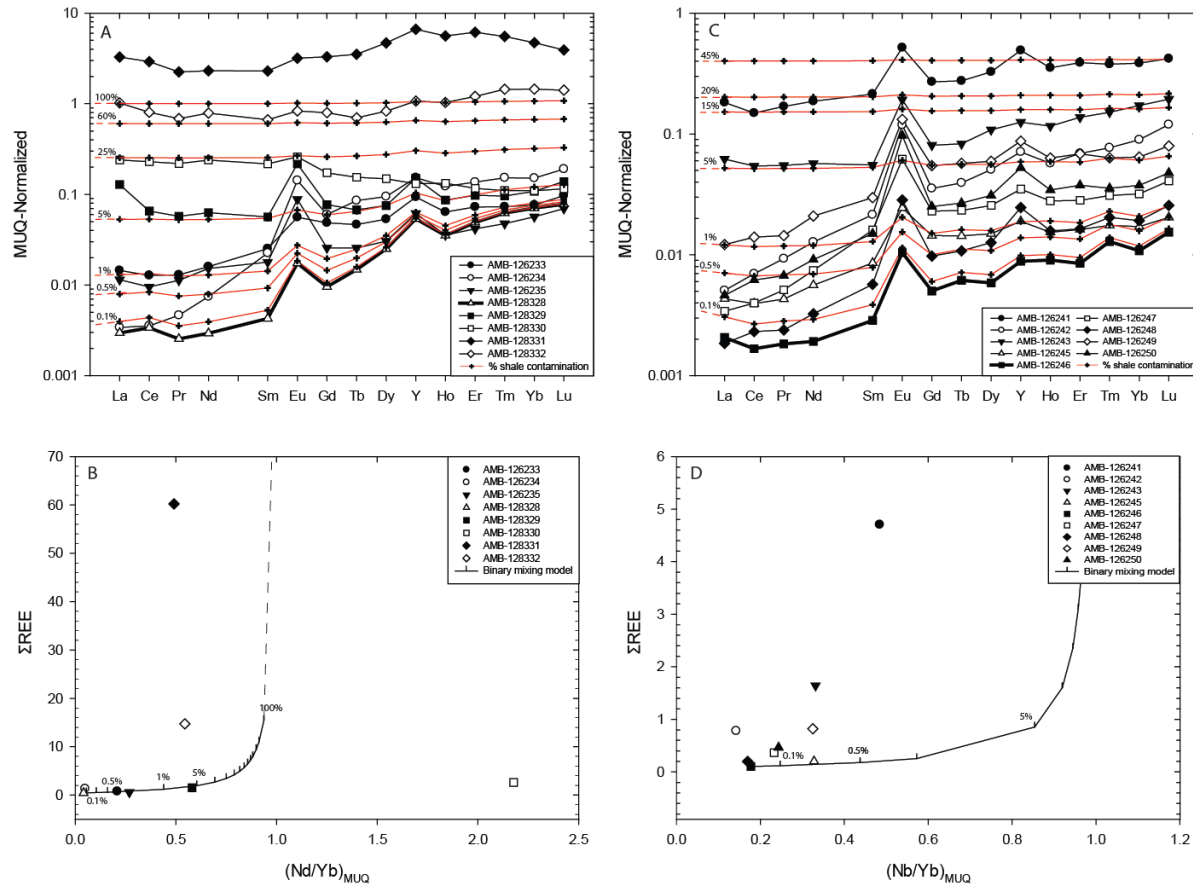 A
MUQ-Normalized
10
1
0.1
0.01
0.001
100%
60%
25%
5%
1%
0.5%
0.1%
AMB-126233
AMB-126234
AMB-126235
AMB-128328
AMB-128329
AMB-128330
AMB-128331
AMB-128332
% shale contamination
La Ce Pr Nd Sm Eu Gd Tb Dy Y Ho Er Tm Yb Lu
C
MUQ-Normalized
1
0.1
0.01
0.001
45%
20%
15%
5%
1%
0.5%
0.1%
AMB-126241 AMB-126247
AMB-126242 AMB-126248
AMB-126243 AMB-126249
AMB-126245 AMB-126250
AMB-126246 % shale contamination
La Ce Pr Nd Sm Eu Gd Tb Dy Y Ho Er Tm Yb Lu
B
ΣREE
70
60
50
40
30
20
10
0
AMB-126233
AMB-126234
AMB-126235
AMB-128328
AMB-128329
AMB-128330
AMB-128331
AMB-128332
Binary mixing model
100%
5%
1%
0.5%
0.1%
0.0 0.5 1.0 1.5 2.0 2.5
(Nd/Yb)MUQ
D
ΣREE
6
5
4
3
2
1
0
AMB-126241
AMB-126242
AMB-126243
AMB-126245
AMB-126246
AMB-126247
AMB-126248
AMB-126249
AMB-126250
Binary mixing model
5%
0.5%
0.1%
0.0 0.2 0.4 0.6 0.8 1.0 1.2
(Nb/Yb)MUQ